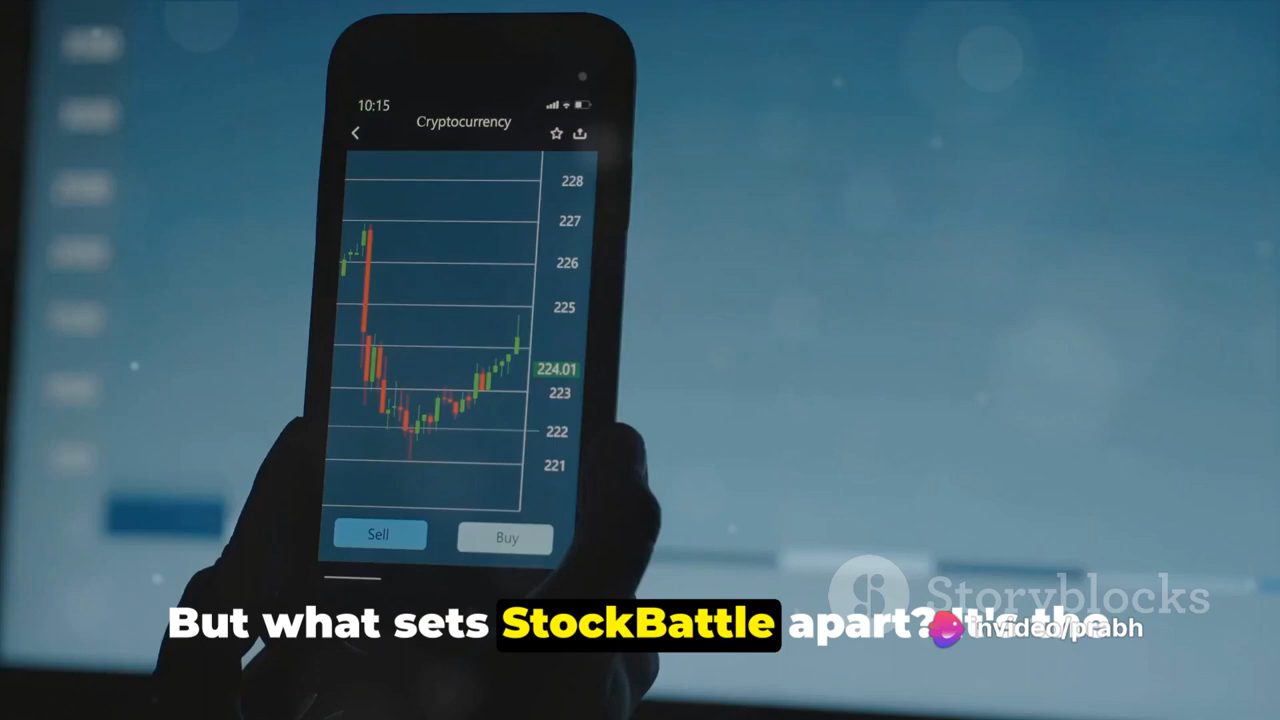 10:15
Cryptocurrency
228
227
226
225
224.01
223
222
221
Sell
Buy
Storyblocks
But what sets StockBattle apart? It's the
invideo/prabh